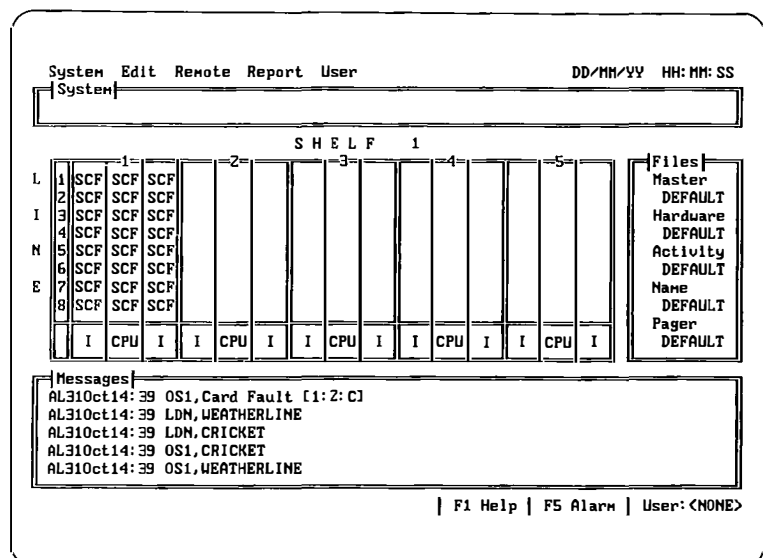 System Edit Remote Report User DD/MM/YY HH:MM:SS
System
SHELF 1
1 2 3 4 5
L I N E
1 SCF SCF SCF
2 SCF SCF SCF
3 SCF SCF SCF
4 SCF SCF SCF
5 SCF SCF SCF
6 SCF SCF SCF
7 SCF SCF SCF
8 SCF SCF SCF
I CPU I I CPU I I CPU I I CPU I I CPU I
Files
Master
DEFAULT
Hardware
DEFAULT
Activity
DEFAULT
Name
DEFAULT
Pager
DEFAULT
Messages
AL31Oct14:39 OS1,Card Fault [1:2:C]
AL31Oct14:39 LDN,WEATHERLINE
AL31Oct14:39 LDN,CRICKET
AL31Oct14:39 OS1,CRICKET
AL31Oct14:39 OS1,WEATHERLINE
| F1 Help | F5 Alarm | User:<NONE>